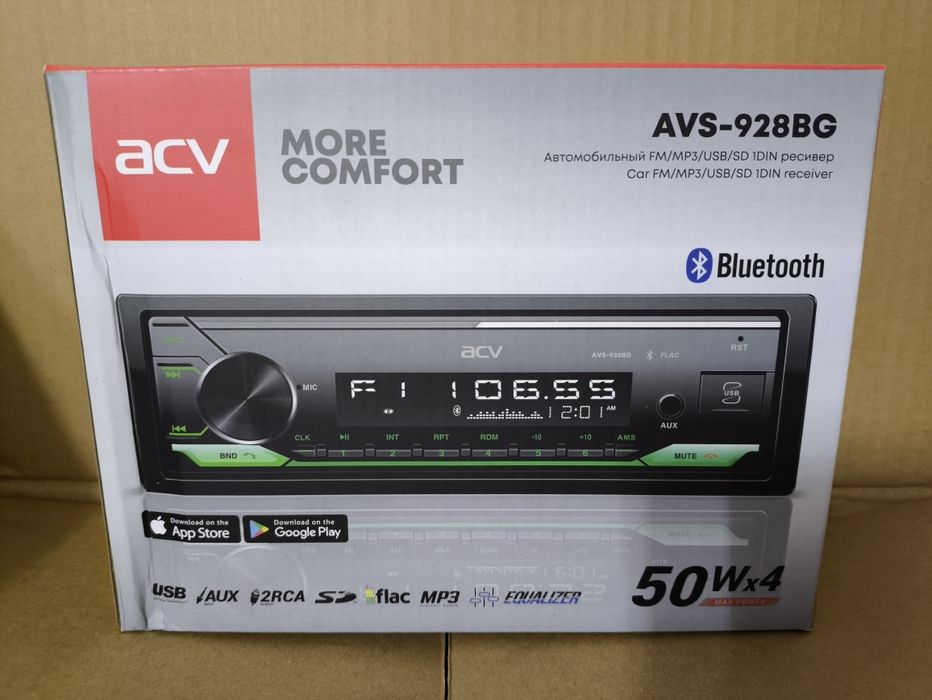 acv
MORE
COMFORT
AVS-928BG
Автомобильный FM/MP3/USB/SD 1DIN ресивер
Car FM/MP3/USB/SD 1DIN receiver
Bluetooth
acv
AVS-928BG
FLAC
RST
MIC
F1 106.55
12:01 AM
USB
AUX
CLK
INT
RPT
RDM
-10
+10
AMS
BND
1
2
3
4
5
6
MUTE
Download on the
App Store
Download on the
Google Play
USB
AUX
2RCA
SD
flac
MP3
EQUALIZER
50Wx4
MAX POWER